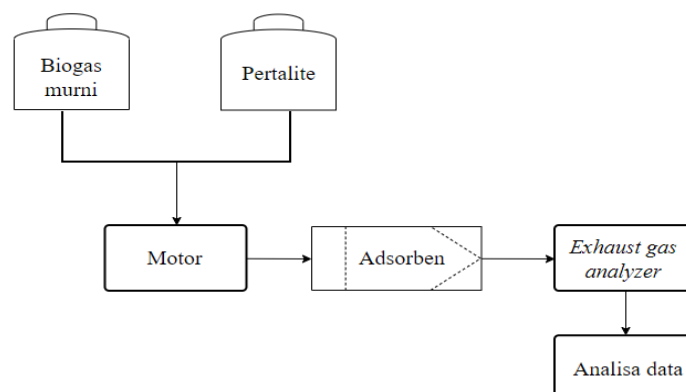 Biogas
murni
Pertalite
Motor
Adsorben
Exhaust gas
analyzer
Analisa data